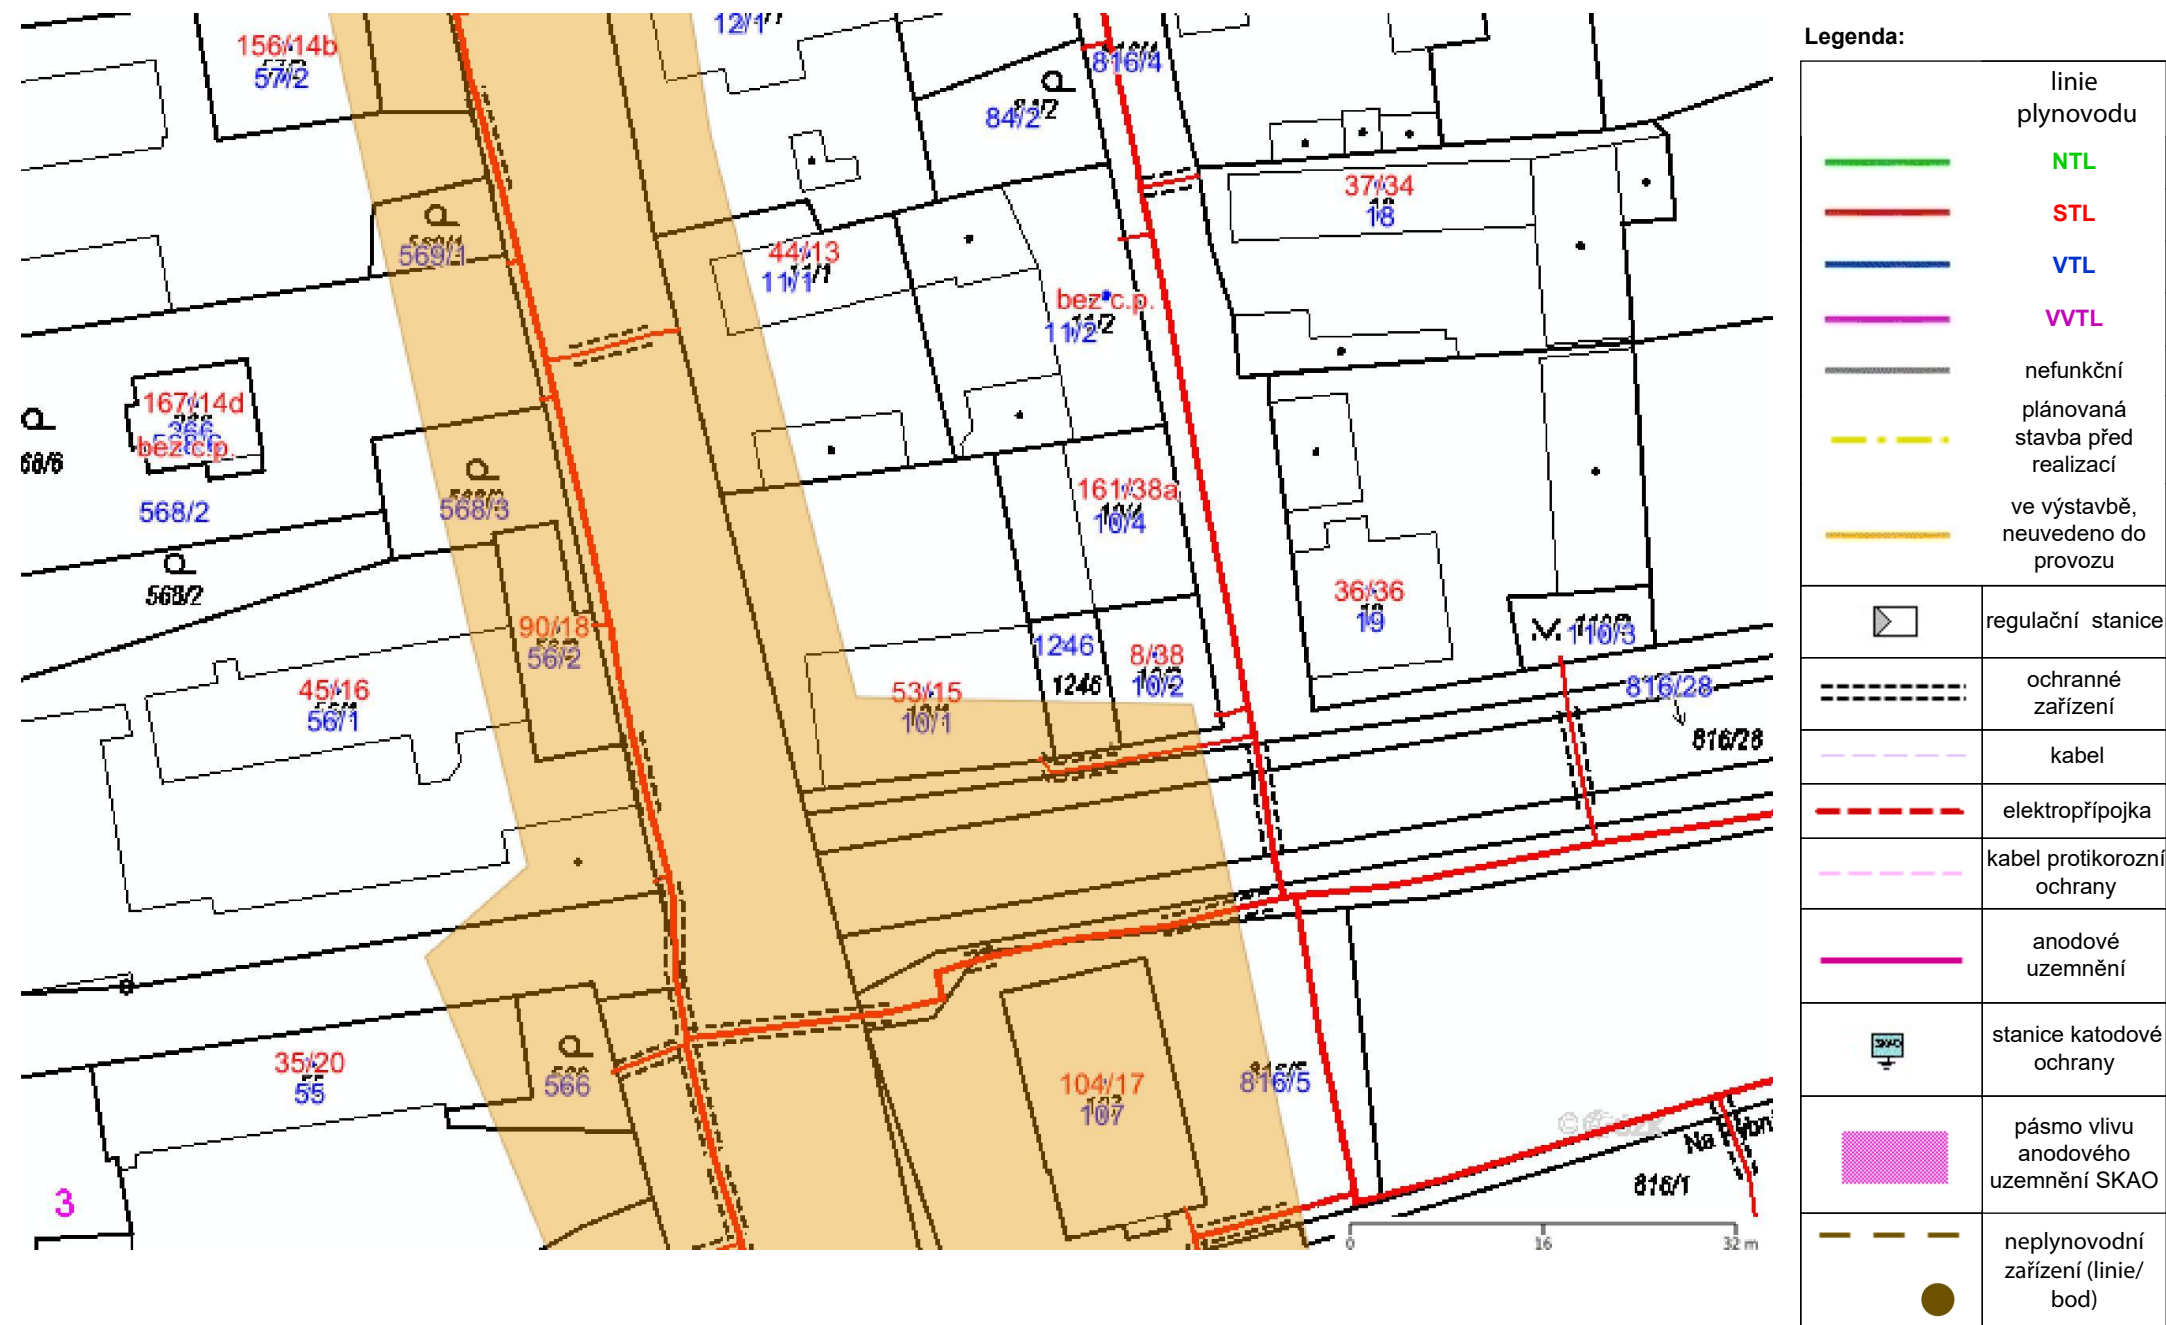 12/1
156/14b
57/2
816/4
84/2
84/2
37/34
18
44/13
11/1
569/1
bez c.p.
11/2
167/14d
366
bez c.p.
68/6
568/2
568/3
161/38a
10/4
568/2
90/18
56/2
36/36
19
110/3
1246
8/38
10/2
1246
45/16
56/1
53/15
10/1
816/28
816/28
35/20
55
566
104/17
107
816/5
816/1
3
0 16 32 m
Legenda:
linie
plynovodu
NTL
STL
VTL
VVTL
nefunkční
plánovaná
stavba před
realizací
ve výstavbě,
neuvedeno do
provozu
regulační stanice
ochranné
zařízení
kabel
elektropřípojka
kabel protikorozní
ochrany
anodové
uzemnění
SKAO
stanice katodové
ochrany
pásmo vlivu
anodového
uzemnění SKAO
neplynovodní
zařízení (linie/
bod)